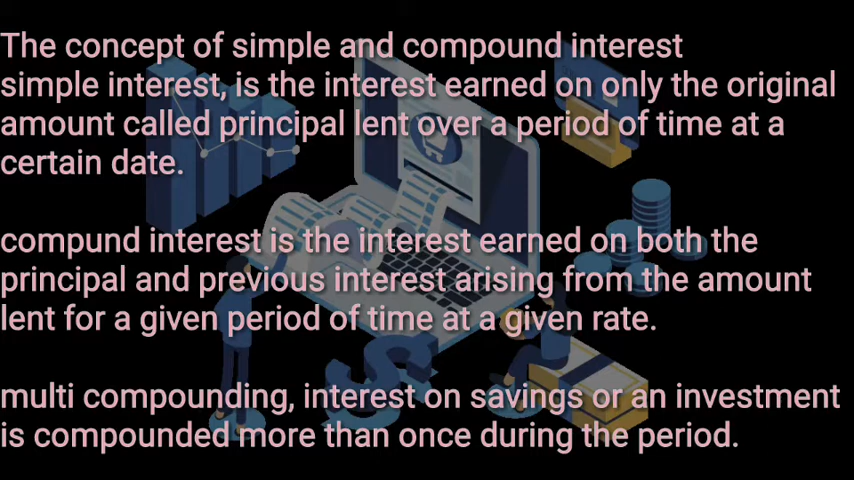 The concept of simple and compound interest
simple interest, is the interest earned on only the original
amount called principal lent over a period of time at a
certain date.
compund interest is the interest earned on both the
principal and previous interest arising from the amount
lent for a given period of time at a given rate.
multi compounding, interest on savings or an investment
is compounded more than once during the period.